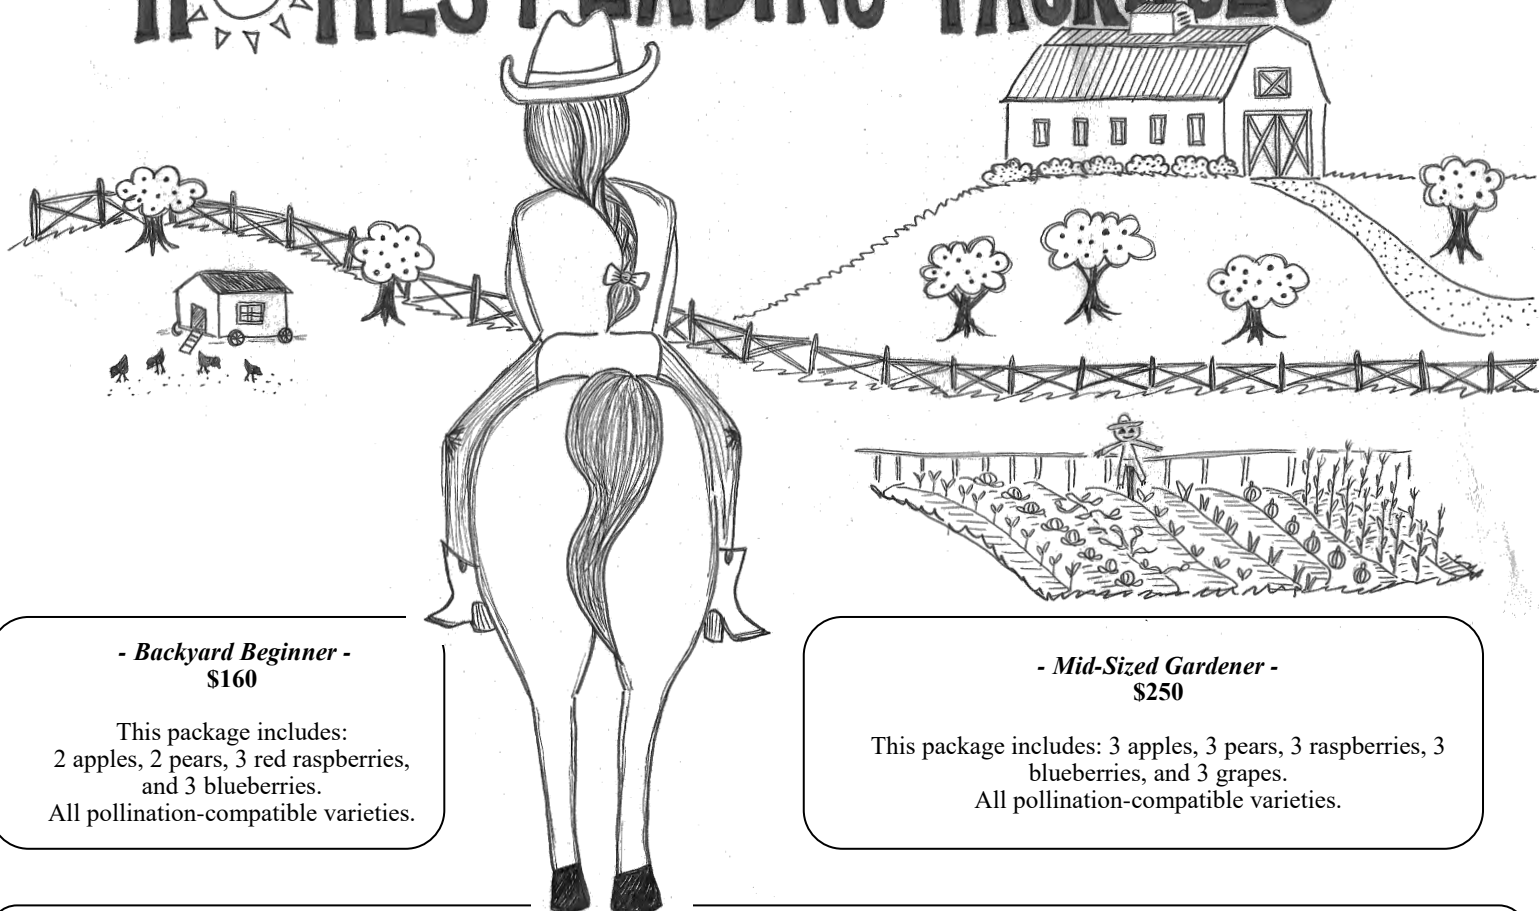 HOMESTEADING PACKAGES
- Backyard Beginner -
$160
This package includes:
2 apples, 2 pears, 3 red raspberries,
and 3 blueberries.
All pollination-compatible varieties.
- Mid-Sized Gardener -
$250
This package includes: 3 apples, 3 pears, 3 raspberries, 3
blueberries, and 3 grapes.
All pollination-compatible varieties.